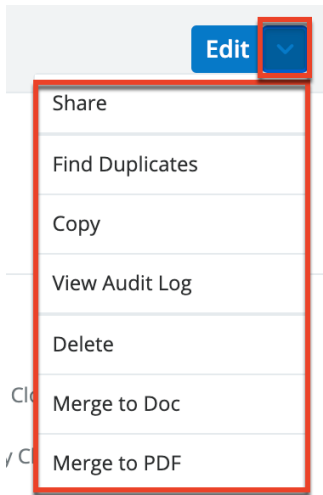 Edit
Share
Find Duplicates
Copy
View Audit Log
Delete
Merge to Doc
Merge to PDF